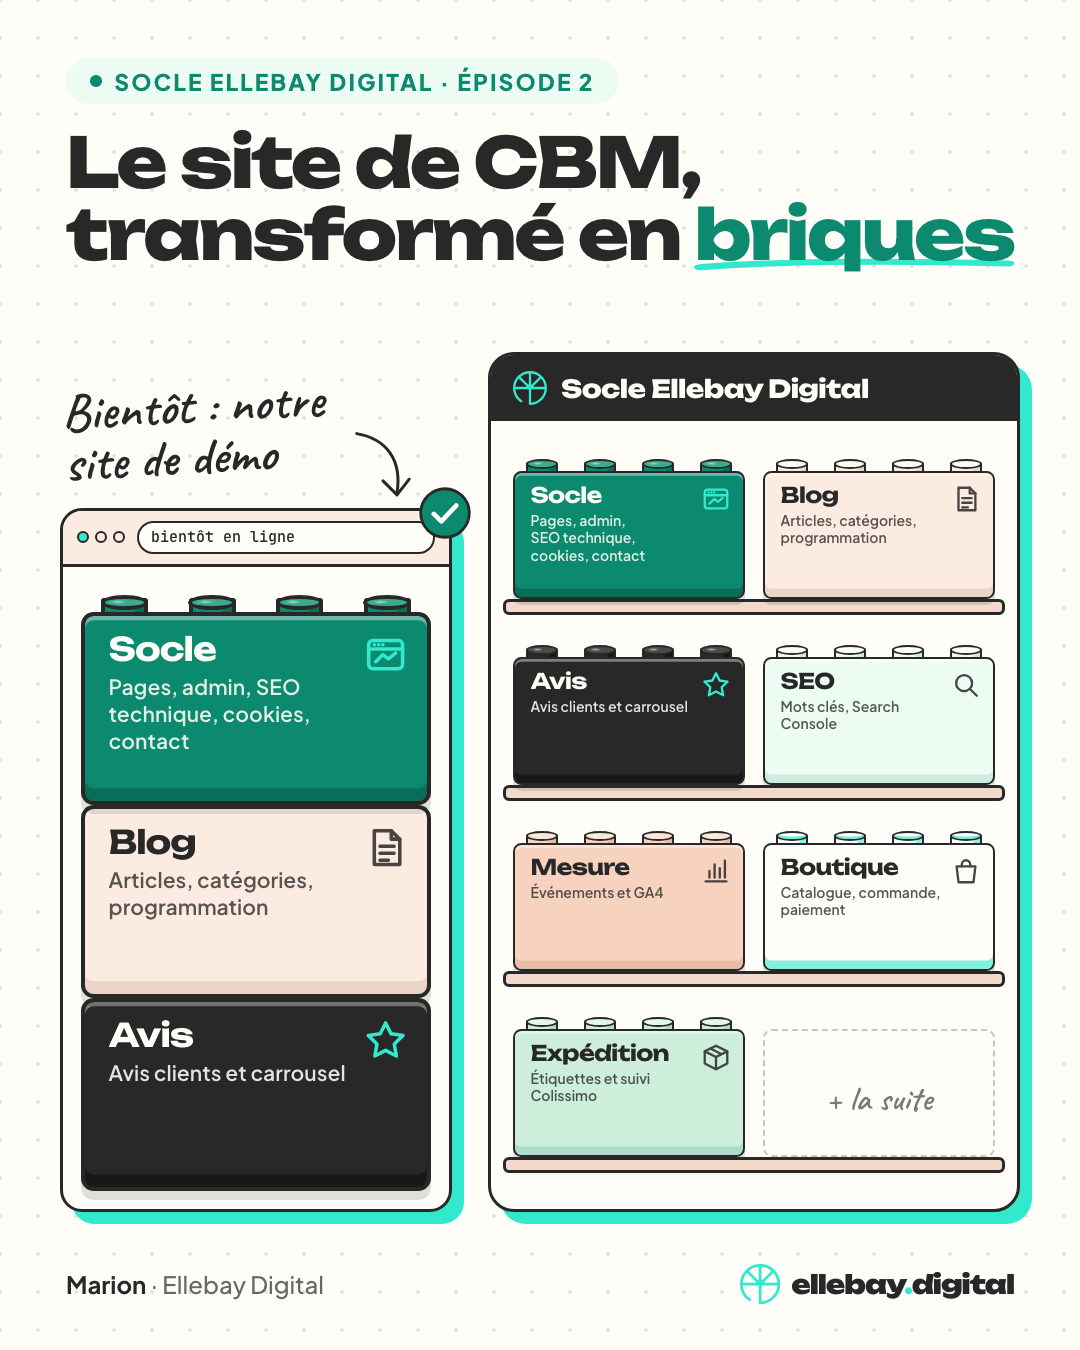 SOCLE ELLEBAY DIGITAL · ÉPISODE 2
Le site de CBM,
transformé en briques
Bientôt : notre
site de démo
bientôt en ligne
Socle
Pages, admin, SEO
technique, cookies,
contact
Blog
Articles, catégories,
programmation
Avis
Avis clients et carrousel
Socle Ellebay Digital
Socle
Pages, admin,
SEO technique,
cookies, contact
Blog
Articles, catégories,
programmation
Avis
Avis clients et carrousel
SEO
Mots clés, Search
Console
Mesure
Événements et GA4
Boutique
Catalogue, commande,
paiement
Expédition
Étiquettes et suivi
Colissimo
+ la suite
Marion · Ellebay Digital
ellebay.digital